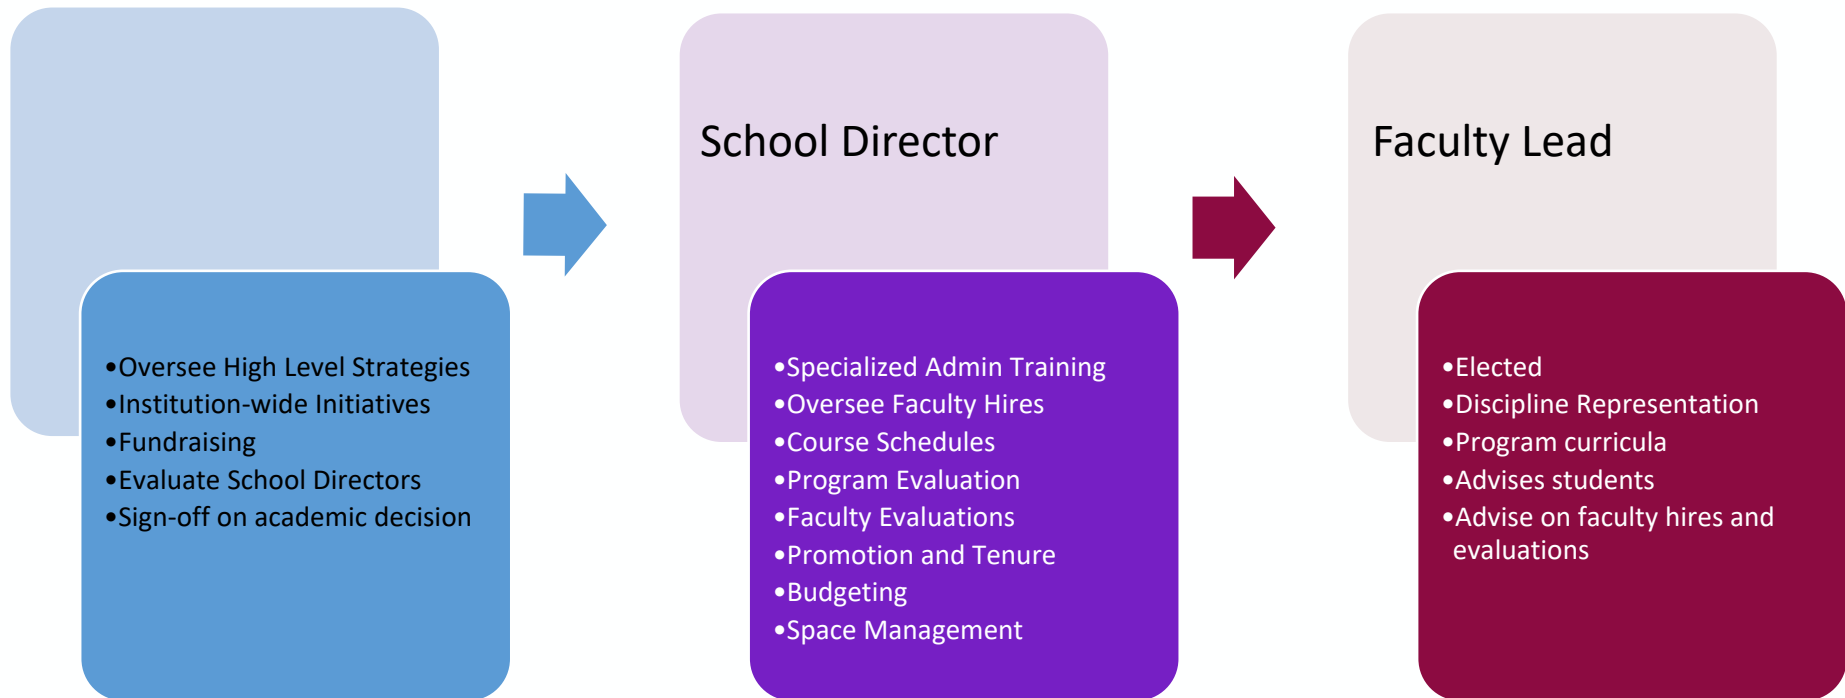 •Oversee High Level Strategies
•Institution-wide Initiatives
•Fundraising
•Evaluate School Directors
•Sign-off on academic decision
School Director
•Specialized Admin Training
•Oversee Faculty Hires
•Course Schedules
•Program Evaluation
•Faculty Evaluations
•Promotion and Tenure
•Budgeting
•Space Management
Faculty Lead
•Elected
•Discipline Representation
•Program curricula
•Advises students
•Advise on faculty hires and
evaluations